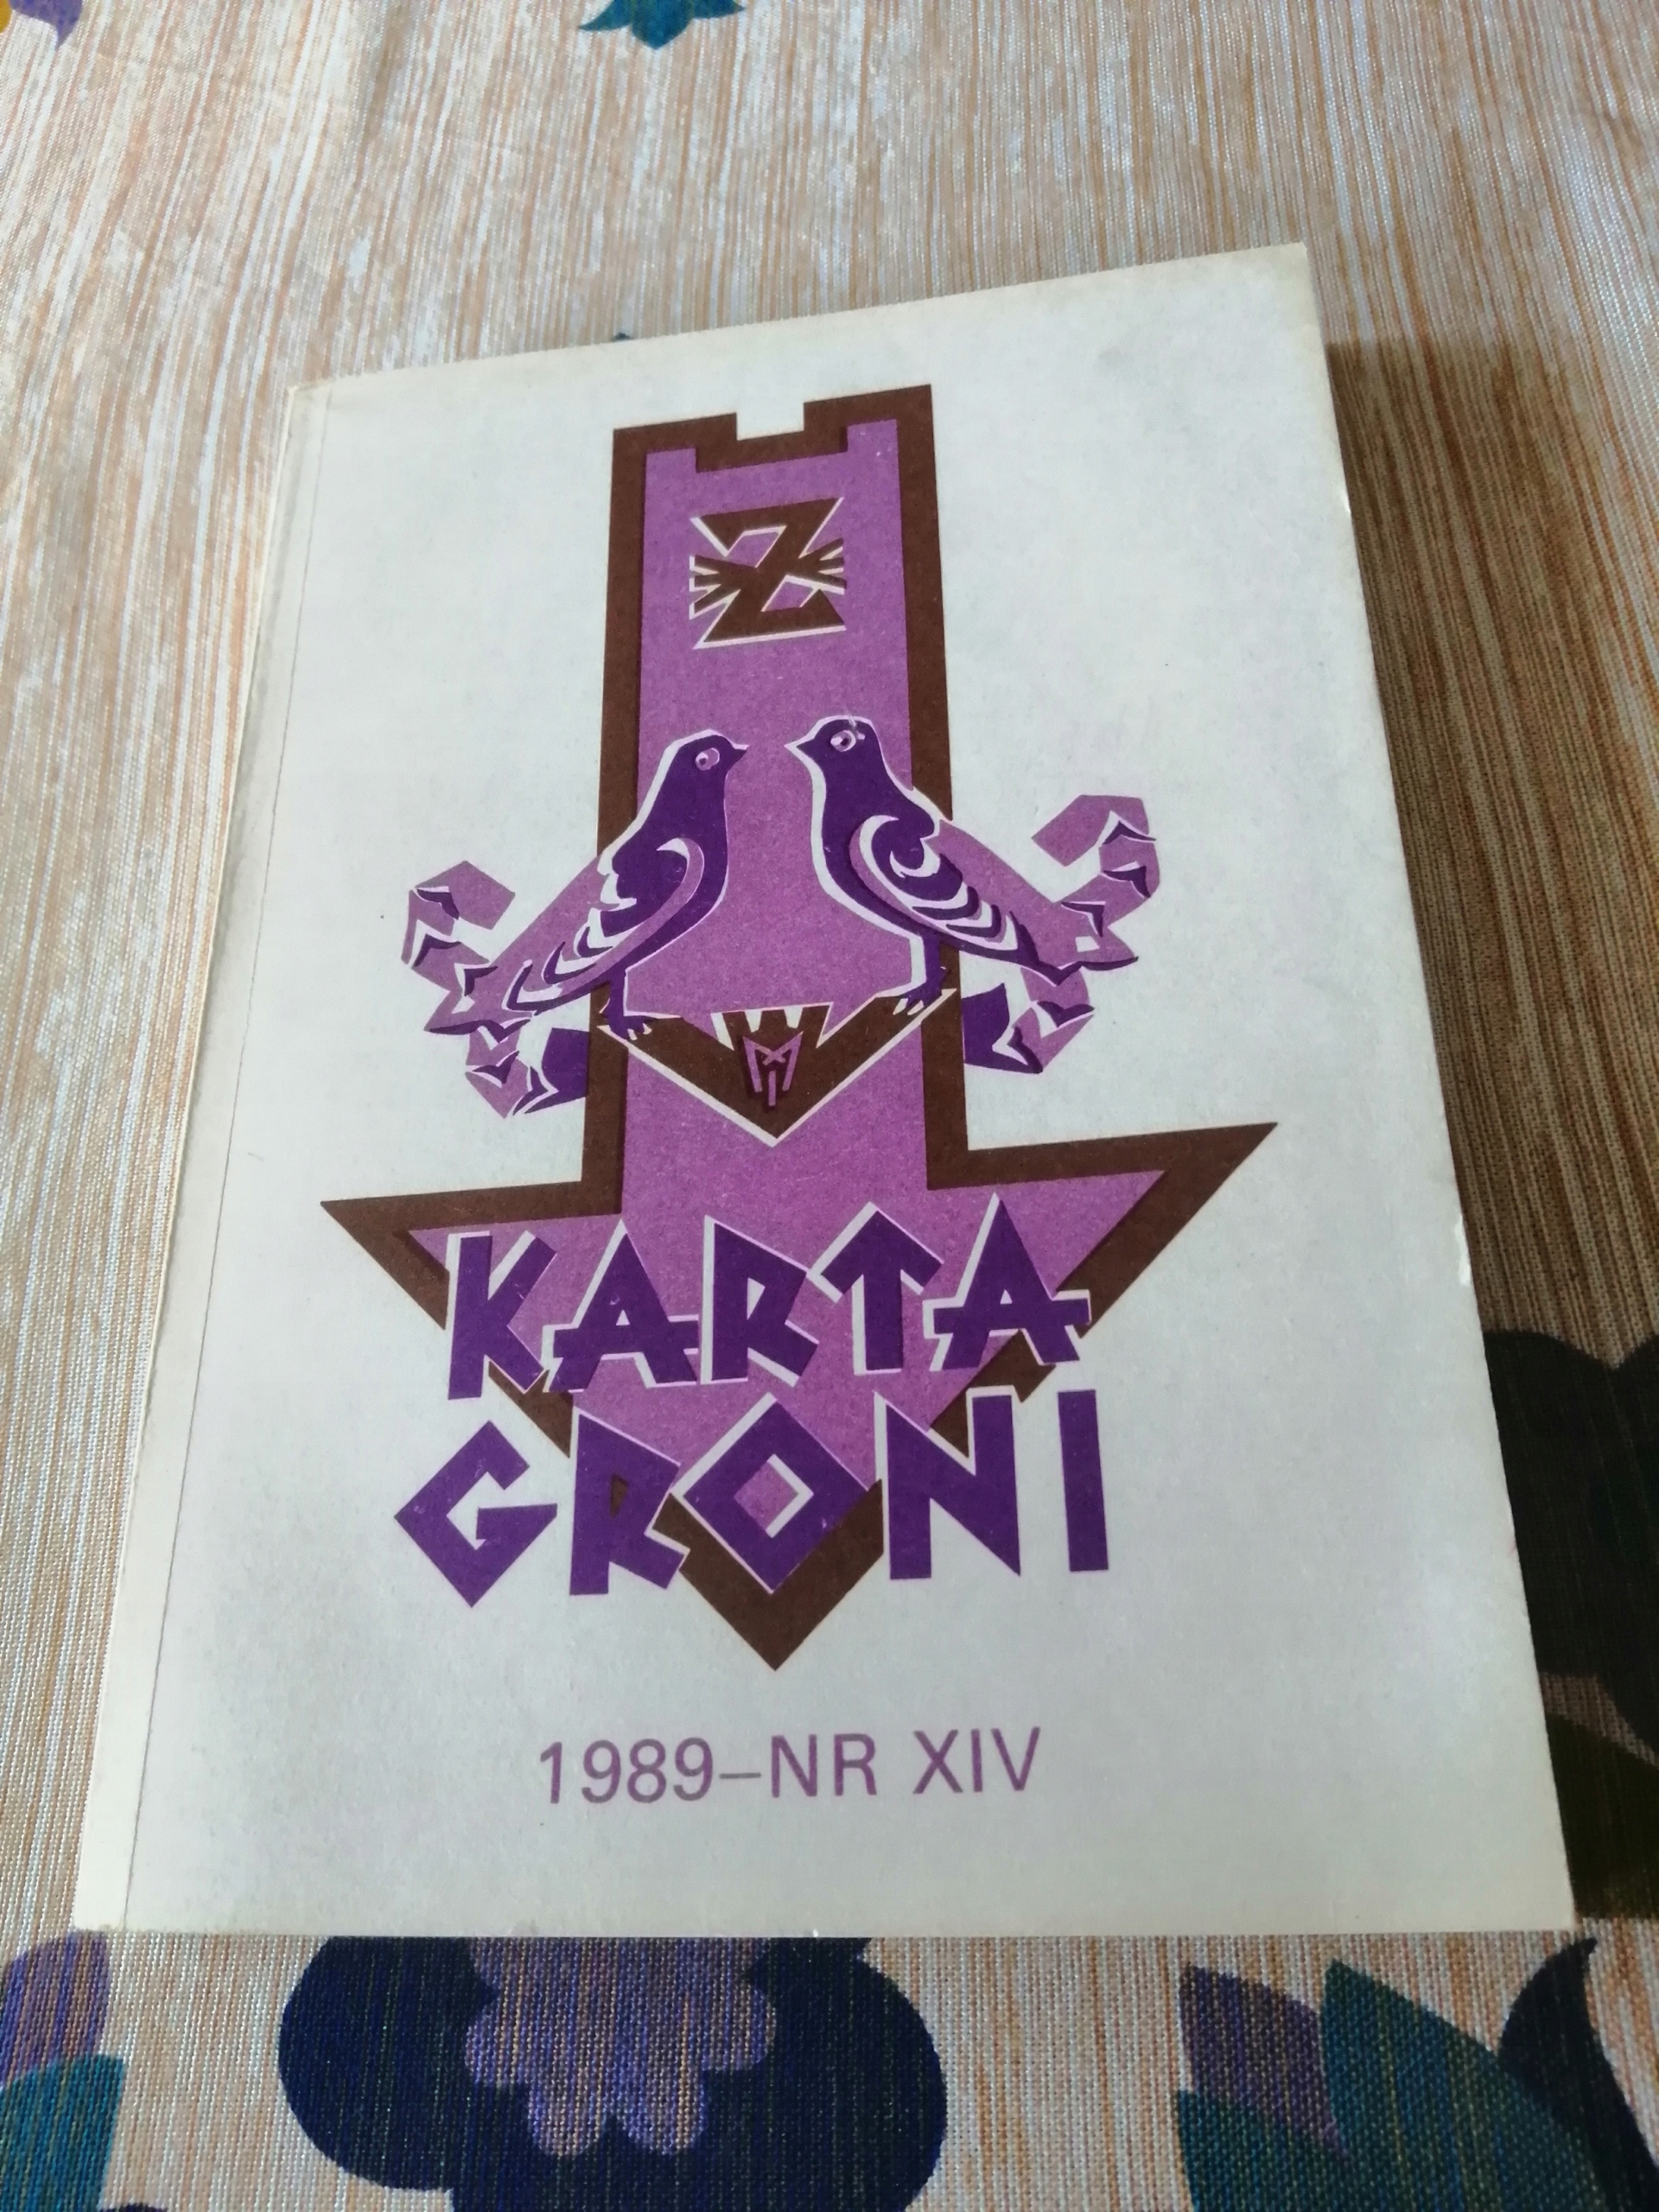 Z
KARTA
GRONI
1989–NR XIV